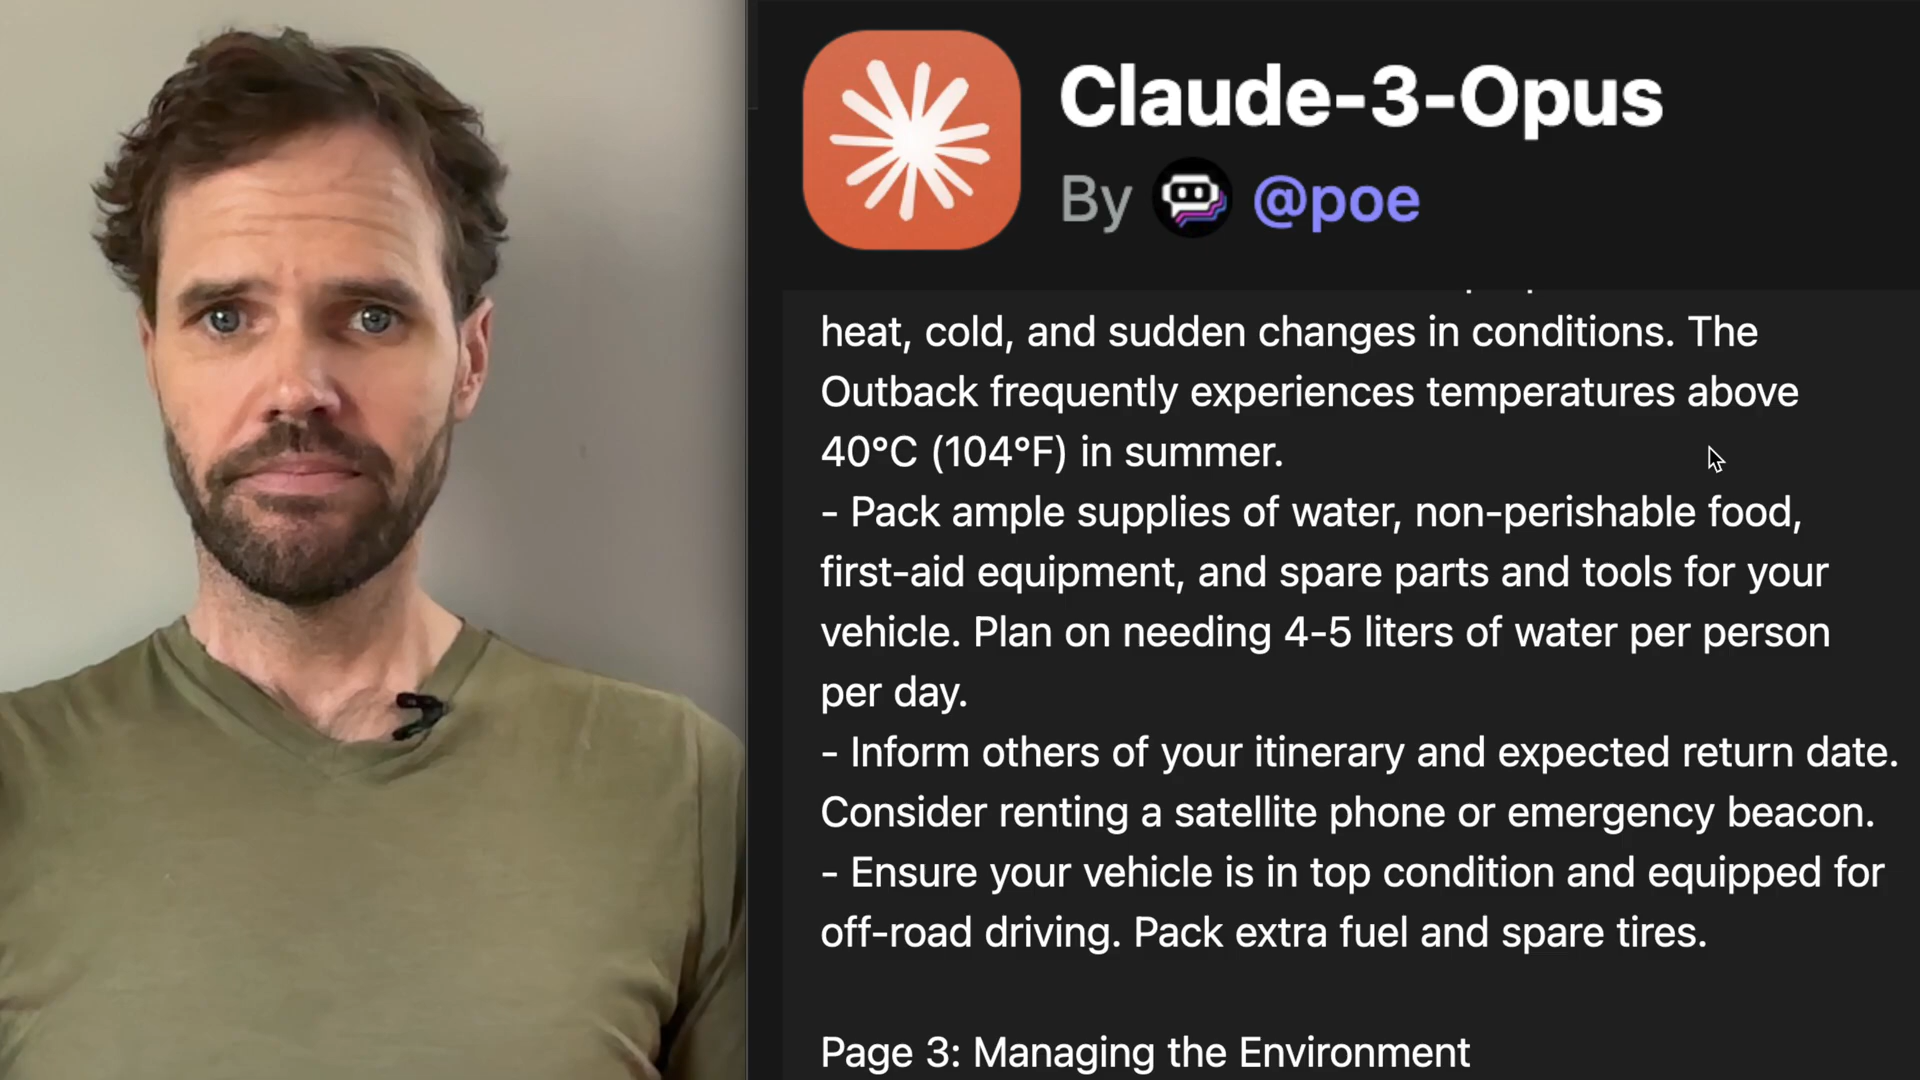 Claude-3-Opus
By @poe
heat, cold, and sudden changes in conditions. The
Outback frequently experiences temperatures above
40°C (104°F) in summer.
- Pack ample supplies of water, non-perishable food,
first-aid equipment, and spare parts and tools for your
vehicle. Plan on needing 4-5 liters of water per person
per day.
- Inform others of your itinerary and expected return date.
Consider renting a satellite phone or emergency beacon.
- Ensure your vehicle is in top condition and equipped for
off-road driving. Pack extra fuel and spare tires.
Page 3: Managing the Environment